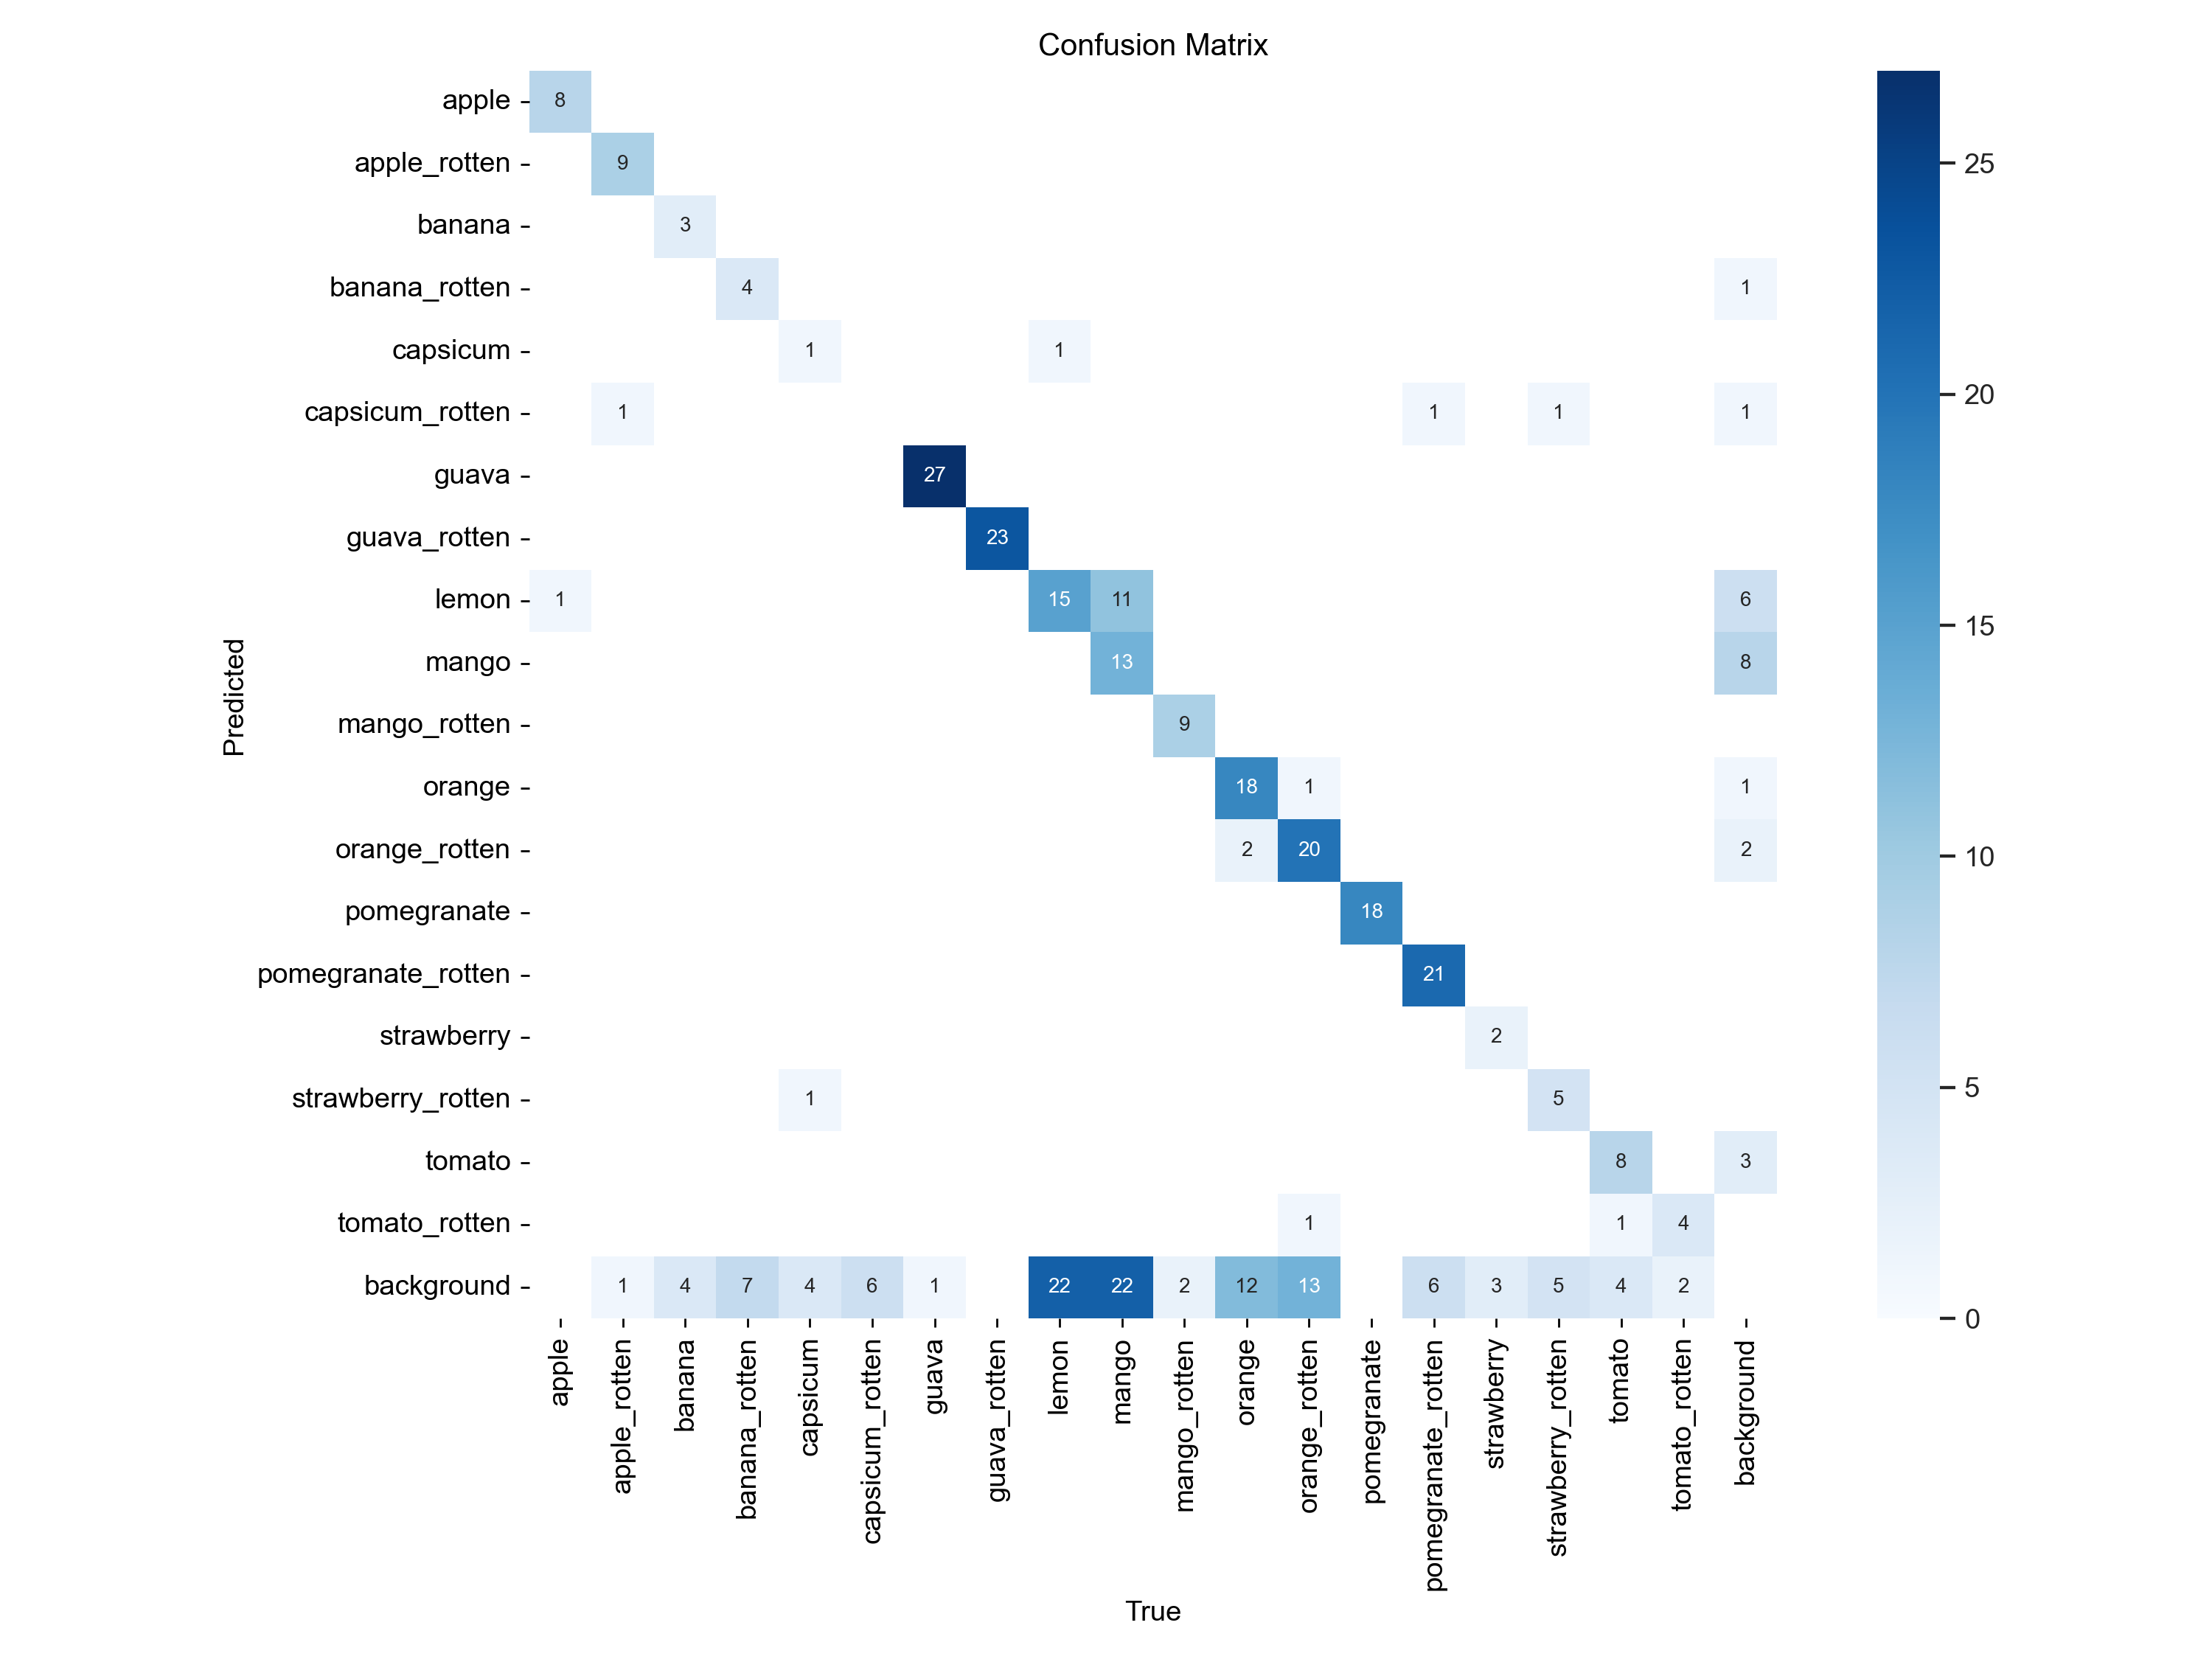 Confusion Matrix
apple 8
apple_rotten 9
banana 3
banana_rotten 4 1
capsicum 1 1
capsicum_rotten 1 1 1 1
guava 27
guava_rotten 23
lemon 1 15 11 6
mango 13 8
mango_rotten 9
orange 18 1 1
orange_rotten 2 20 2
pomegranate 18
pomegranate_rotten 21
strawberry 2
strawberry_rotten 1 5
tomato 8 3
tomato_rotten 1 1 4
background 1 4 7 4 6 1 22 22 2 12 13 6 3 5 4 2
Predicted
apple
apple_rotten
banana
banana_rotten
capsicum
capsicum_rotten
guava
guava_rotten
lemon
mango
mango_rotten
orange
orange_rotten
pomegranate
pomegranate_rotten
strawberry
strawberry_rotten
tomato
tomato_rotten
background
True
25
20
15
10
5
0